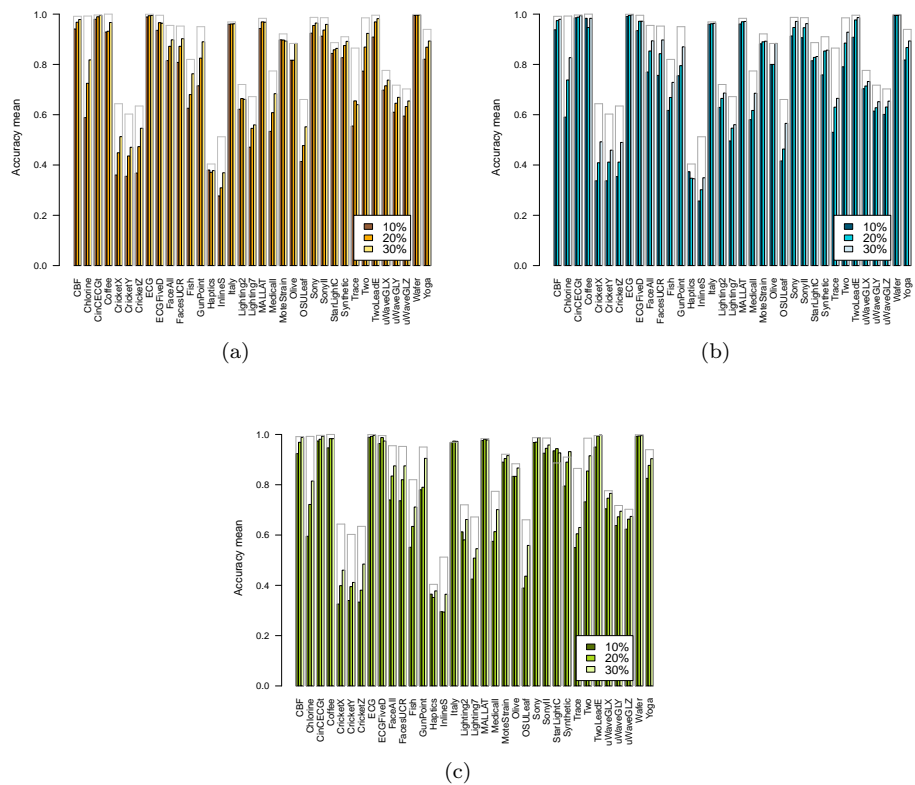 1.0
0.8
0.6
0.4
0.2
0.0
Accuracy mean
10%
20%
30%
CBF
Chlorine
CinCECGt
Coffee
CricketX
CricketY
CricketZ
ECG
ECGFiveD
FaceAll
FacesUCR
Fish
GunPoint
Haptics
InlineS
Italy
Lighting2
Lighting7
MALLAT
Medicall
MoteStrain
Olive
OSULeaf
Sony
SonyII
StarLightC
Synthetic
Trace
Two
TwoLeadE
uWaveGLX
uWaveGLY
uWaveGLZ
Wafer
Yoga
(a)
1.0
0.8
0.6
0.4
0.2
0.0
Accuracy mean
10%
20%
30%
CBF
Chlorine
CinCECGt
Coffee
CricketX
CricketY
CricketZ
ECG
ECGFiveD
FaceAll
FacesUCR
Fish
GunPoint
Haptics
InlineS
Italy
Lighting2
Lighting7
MALLAT
Medicall
MoteStrain
Olive
OSULeaf
Sony
SonyII
StarLightC
Synthetic
Trace
Two
TwoLeadE
uWaveGLX
uWaveGLY
uWaveGLZ
Wafer
Yoga
(b)
1.0
0.8
0.6
0.4
0.2
0.0
Accuracy mean
10%
20%
30%
CBF
Chlorine
CinCECGt
Coffee
CricketX
CricketY
CricketZ
ECG
ECGFiveD
FaceAll
FacesUCR
Fish
GunPoint
Haptics
InlineS
Italy
Lighting2
Lighting7
MALLAT
Medicall
MoteStrain
Olive
OSULeaf
Sony
SonyII
StarLightC
Synthetic
Trace
Two
TwoLeadE
uWaveGLX
uWaveGLY
uWaveGLZ
Wafer
Yoga
(c)